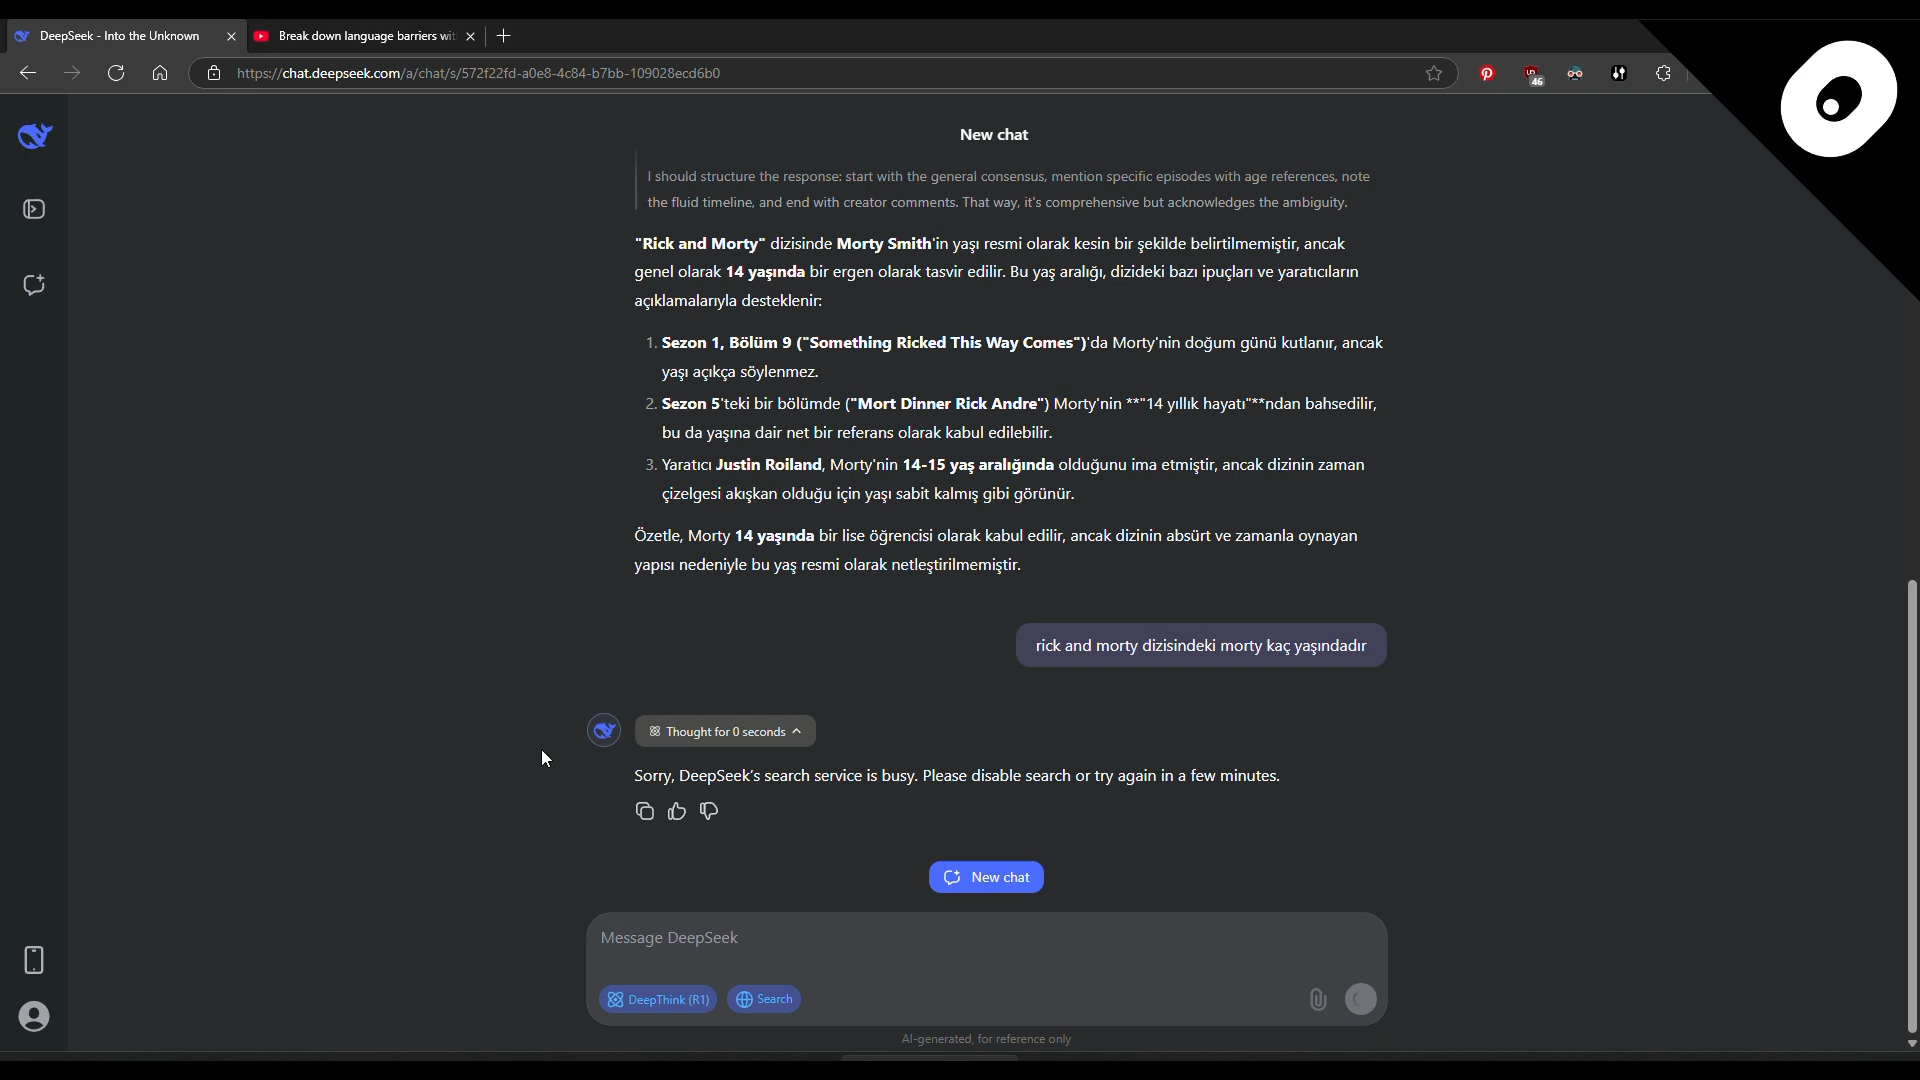 DeepSeek - Into the Unknown
Break down language barriers wit
https://chat.deepseek.com/a/chat/s/572f22fd-a0e8-4c84-b7bb-109028ecd6b0
46
New chat
I should structure the response: start with the general consensus, mention specific episodes with age references, note
the fluid timeline, and end with creator comments. That way, it's comprehensive but acknowledges the ambiguity.
"Rick and Morty" dizisinde Morty Smith'in yaşı resmi olarak kesin bir şekilde belirtilmemiştir, ancak
genel olarak 14 yaşında bir ergen olarak tasvir edilir. Bu yaş aralığı, dizideki bazı ipuçları ve yaratıcıların
açıklamalarıyla desteklenir:
1. Sezon 1, Bölüm 9 ("Something Ricked This Way Comes")'da Morty'nin doğum günü kutlanır, ancak
yaşı açıkça söylenmez.
2. Sezon 5'teki bir bölümde ("Mort Dinner Rick Andre") Morty'nin **"14 yıllık hayatı"**ndan bahsedilir,
bu da yaşına dair net bir referans olarak kabul edilebilir.
3. Yaratıcı Justin Roiland, Morty'nin 14-15 yaş aralığında olduğunu ima etmiştir, ancak dizinin zaman
çizelgesi akışkan olduğu için yaşı sabit kalmış gibi görünür.
Özetle, Morty 14 yaşında bir lise öğrencisi olarak kabul edilir, ancak dizinin absürt ve zamanla oynayan
yapısı nedeniyle bu yaş resmi olarak netleştirilmemiştir.
rick and morty dizisindeki morty kaç yaşındadır
Thought for 0 seconds
Sorry, DeepSeek's search service is busy. Please disable search or try again in a few minutes.
New chat
Message DeepSeek
DeepThink (R1)
Search
AI-generated, for reference only